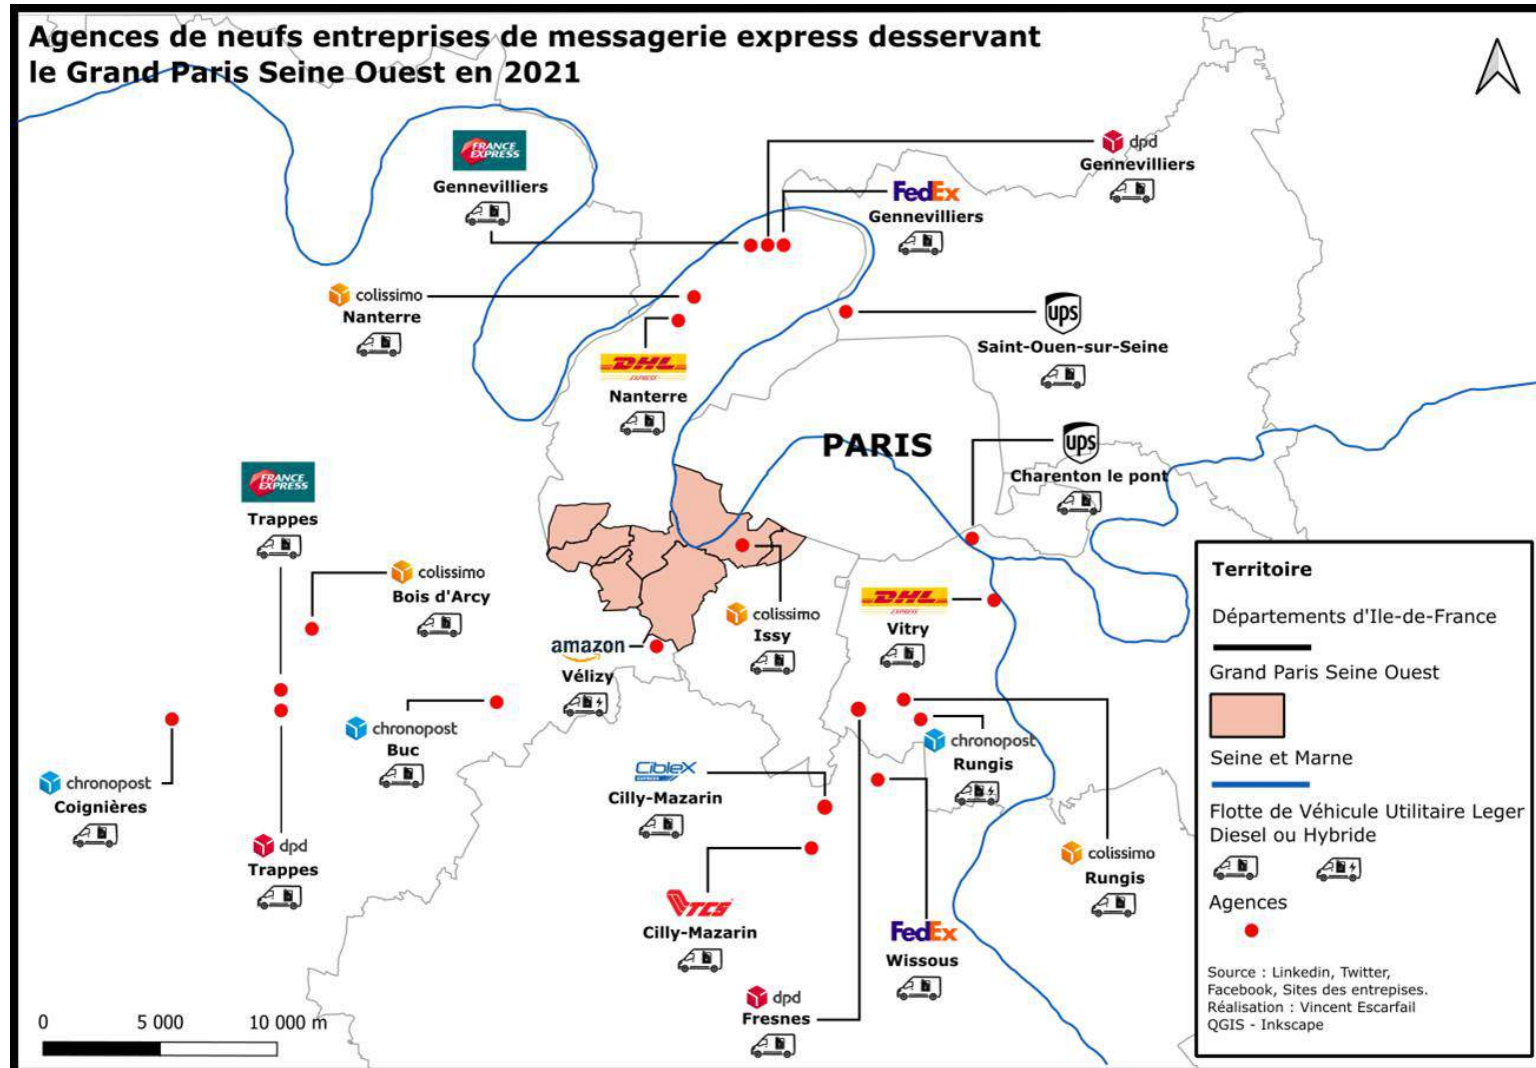 Agences de neufs entreprises de messagerie express desservant
le Grand Paris Seine Ouest en 2021
FRANCE
EXPRESS
Gennevilliers
dpd
Gennevilliers
FedEx
Gennevilliers
colissimo
Nanterre
DHL
EXPRESS
Nanterre
ups
Saint-Ouen-sur-Seine
PARIS
ups
Charenton le pont
FRANCE
EXPRESS
Trappes
colissimo
Bois d'Arcy
colissimo
Issy
DHL
EXPRESS
Vitry
amazon
Vélizy
chronopost
Buc
chronopost
Rungis
chronopost
Coignières
CibleX
EXPRESS
Cilly-Mazarin
dpd
Trappes
colissimo
Rungis
TCS
Cilly-Mazarin
FedEx
Wissous
dpd
Fresnes
0 5 000 10 000 m
Territoire
Départements d'Ile-de-France
Grand Paris Seine Ouest
Seine et Marne
Flotte de Véhicule Utilitaire Leger
Diesel ou Hybride
Agences
Source : Linkedin, Twitter,
Facebook, Sites des entrepises.
Réalisation : Vincent Escarfail
QGIS - Inkscape